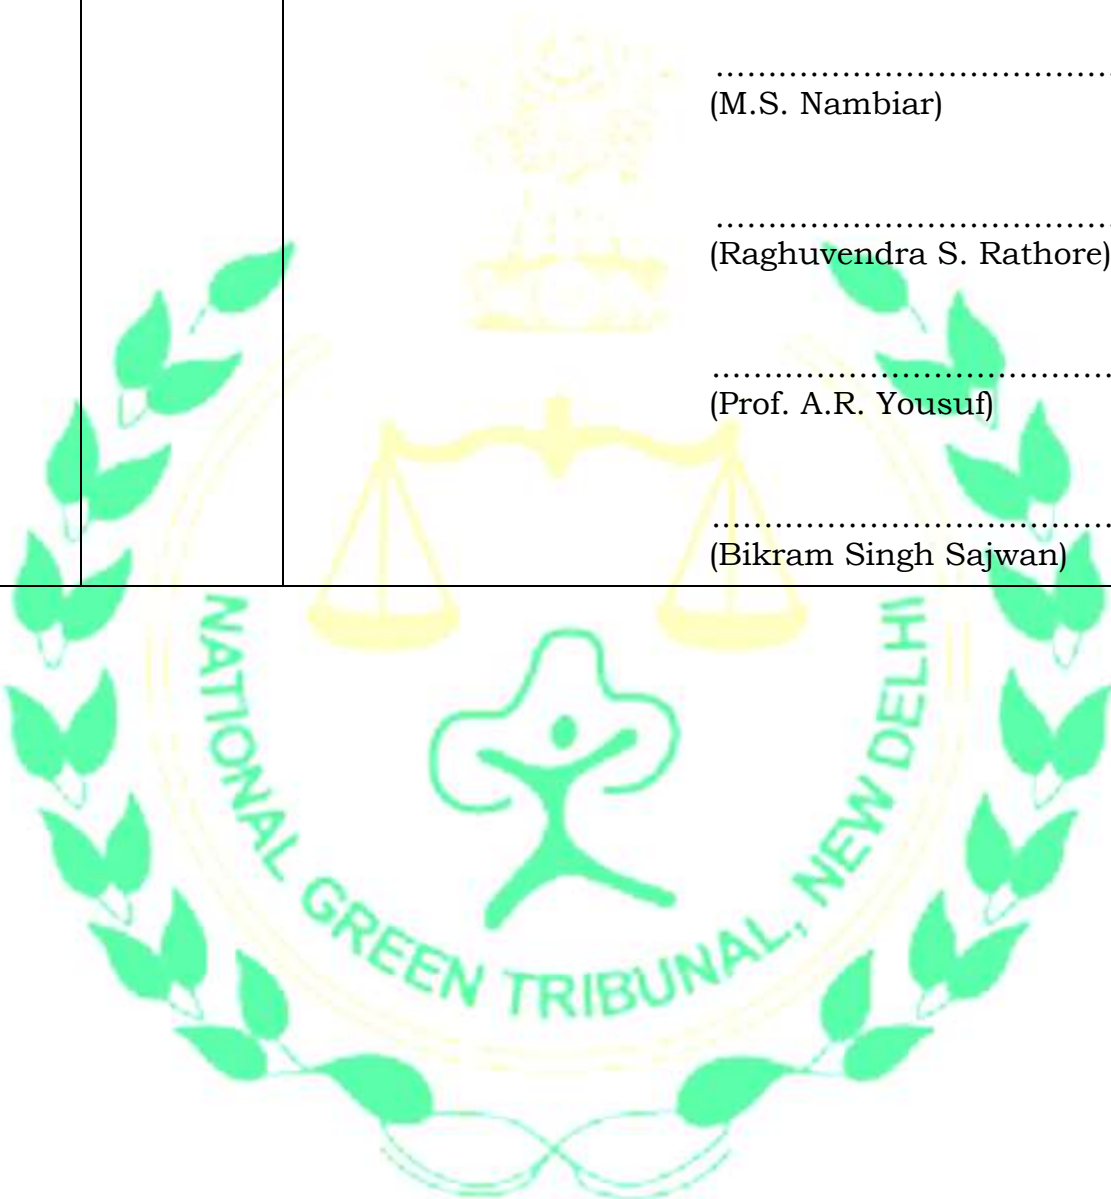 ..........................................
(M.S. Nambiar)
..........................................
(Raghuvendra S. Rathore)
..........................................
(Prof. A.R. Yousuf)
..........................................
(Bikram Singh Sajwan)
NATIONAL GREEN TRIBUNAL, NEW DELHI